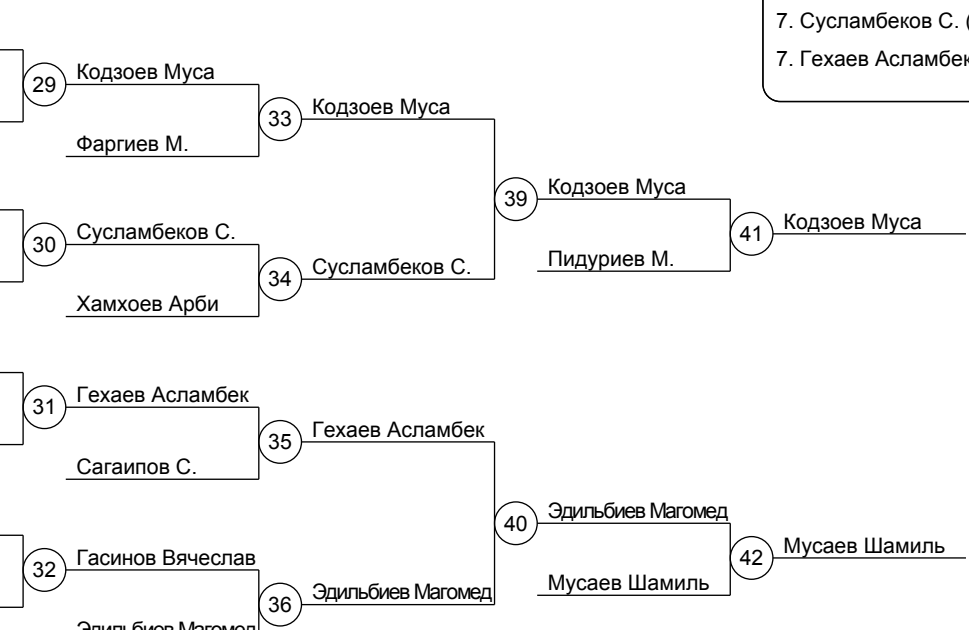 7. Сусламбеков С. (
7. Гехаев Асламбек
29
Кодзоев Муса
Фаргиев М.
33
Кодзоев Муса
30
Сусламбеков С.
Хамхоев Арби
34
Сусламбеков С.
39
Кодзоев Муса
Пидуриев М.
41
Кодзоев Муса
31
Гехаев Асламбек
Сагаипов С.
35
Гехаев Асламбек
32
Гасинов Вячеслав
Эдильбиев Магомед
36
Эдильбиев Магомед
40
Эдильбиев Магомед
Мусаев Шамиль
42
Мусаев Шамиль